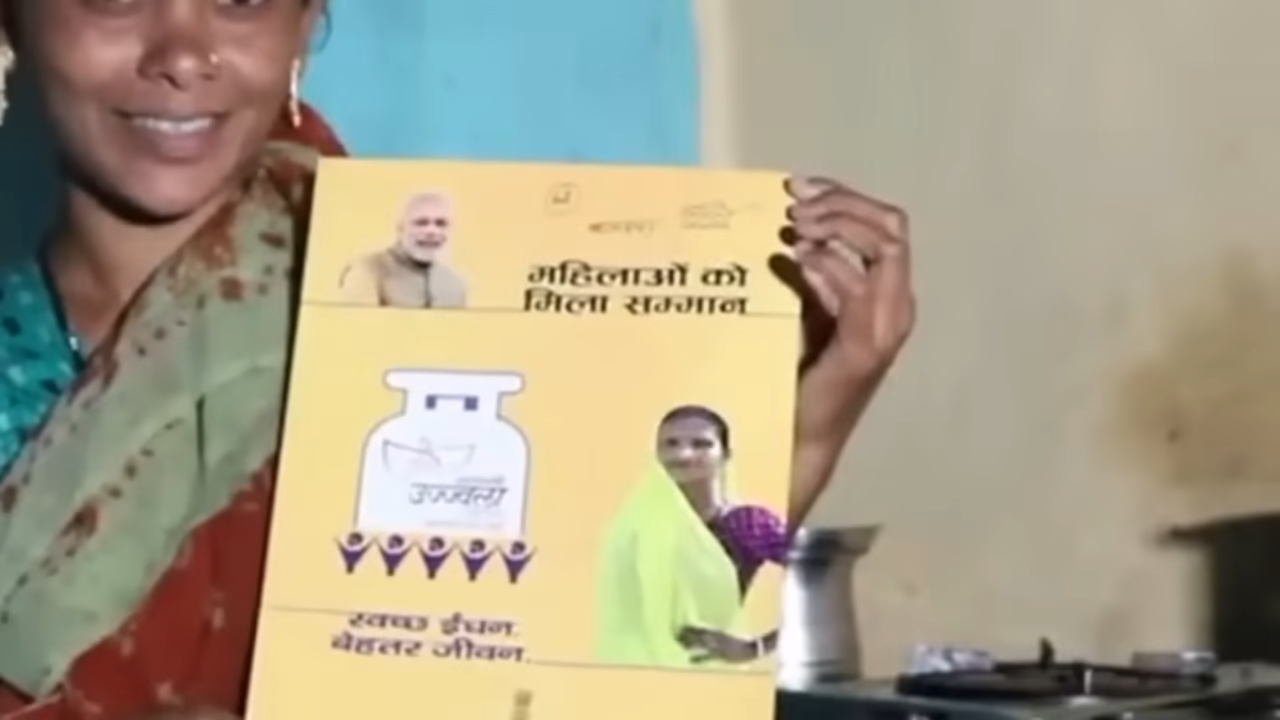 महिलाओं को
मिला सम्मान
उज्ज्वला
स्वच्छ ईंधन,
बेहतर जीवन